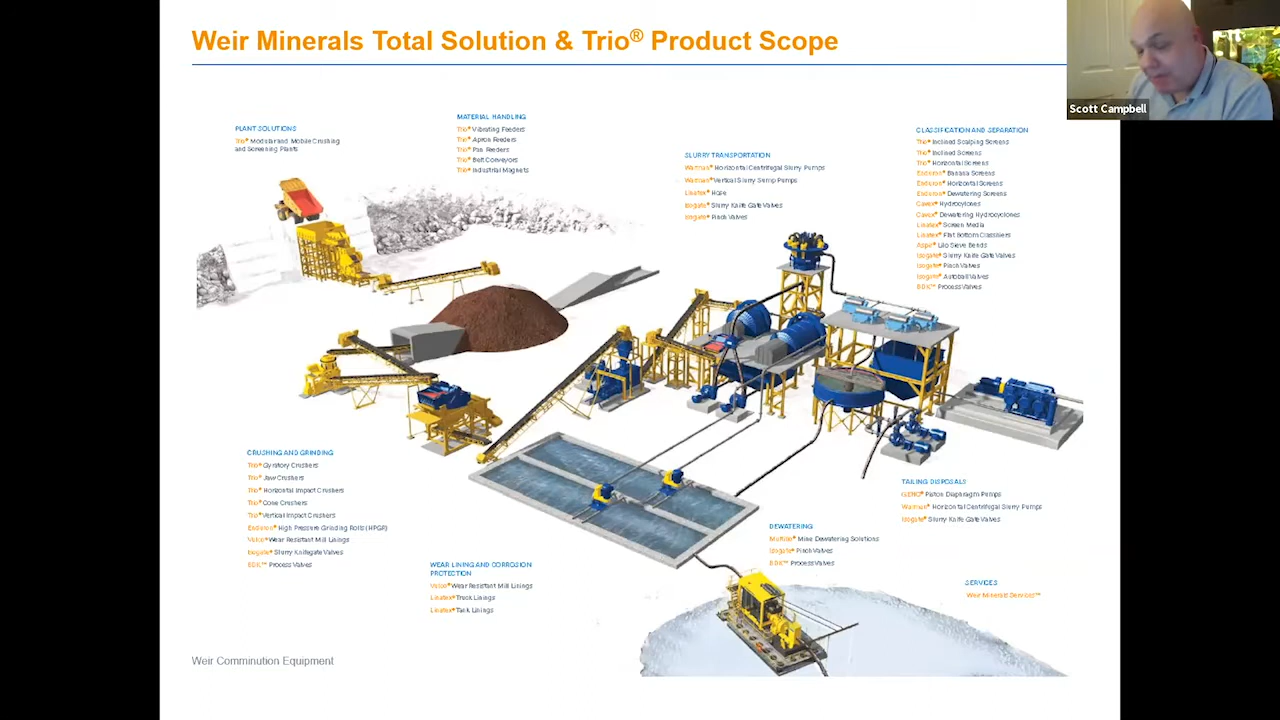 Weir Minerals Total Solution & Trio® Product Scope
Scott Campbell
PLANT SOLUTIONS
Trio® Modular and Mobile Crushing
and Screening Plants
MATERIAL HANDLING
Trio® Vibrating Feeders
Trio® Apron Feeders
Trio® Pan Feeders
Trio® Belt Conveyors
Trio® Industrial Magnets
SLURRY TRANSPORTATION
Warman® Horizontal Centrifugal Slurry Pumps
Warman® Vertical Slurry Sump Pumps
Linatex® Hose
Isogate® Slurry Knife Gate Valves
Isogate® Pinch Valves
CLASSIFICATION AND SEPARATION
Trio® Inclined Scalping Screens
Trio® Inclined Screens
Trio® Horizontal Screens
Enduron® Banana Screens
Enduron® Horizontal Screens
Enduron® Dewatering Screens
Cavex® Hydrocylones
Cavex® Dewatering Hydrocyclones
Linatex® Screen Media
Linatex® Flat Bottom Classifiers
Aspir® Lilo Sieve Bends
Isogate® Slurry Knife Gate Valves
Isogate® Pinch Valves
Isogate® Autoball Valves
BDK™ Process Valves
CRUSHING AND GRINDING
Trio® Gyratory Crushers
Trio® Jaw Crushers
Trio® Horizontal Impact Crushers
Trio® Cone Crushers
Trio® Vertical Impact Crushers
Enduron® High Pressure Grinding Rolls (HPGR)
Vulco® Wear Resistant Mill Linings
Isogate® Slurry Knifegate Valves
BDK™ Process Valves
WEAR LINING AND CORROSION
PROTECTION
Vulco® Wear Resistant Mill Linings
Linatex® Truck Linings
Linatex® Tank Linings
TAILING DISPOSALS
GEHO® Piston Diaphragm Pumps
Warman® Horizontal Centrifugal Slurry Pumps
Isogate® Slurry Knife Gate Valves
DEWATERING
Multiflo® Mine Dewatering Solutions
Isogate® Pinch Valves
BDK™ Process Valves
SERVICES
Weir Minerals Services™
Weir Comminution Equipment